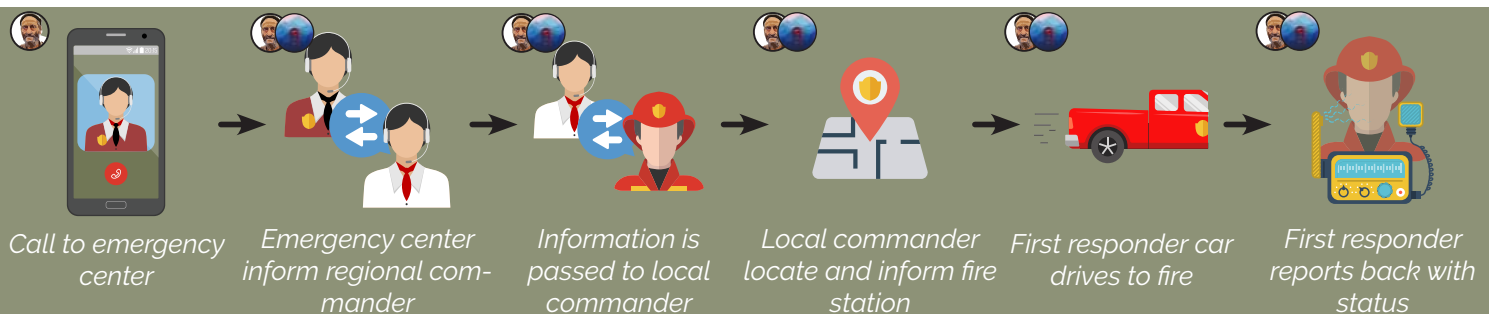 Call to emergency
center
Emergency center
inform regional com-
mander
Information is
passed to local
commander
Local commander
locate and inform fire
station
First responder car
drives to fire
First responder
reports back with
status